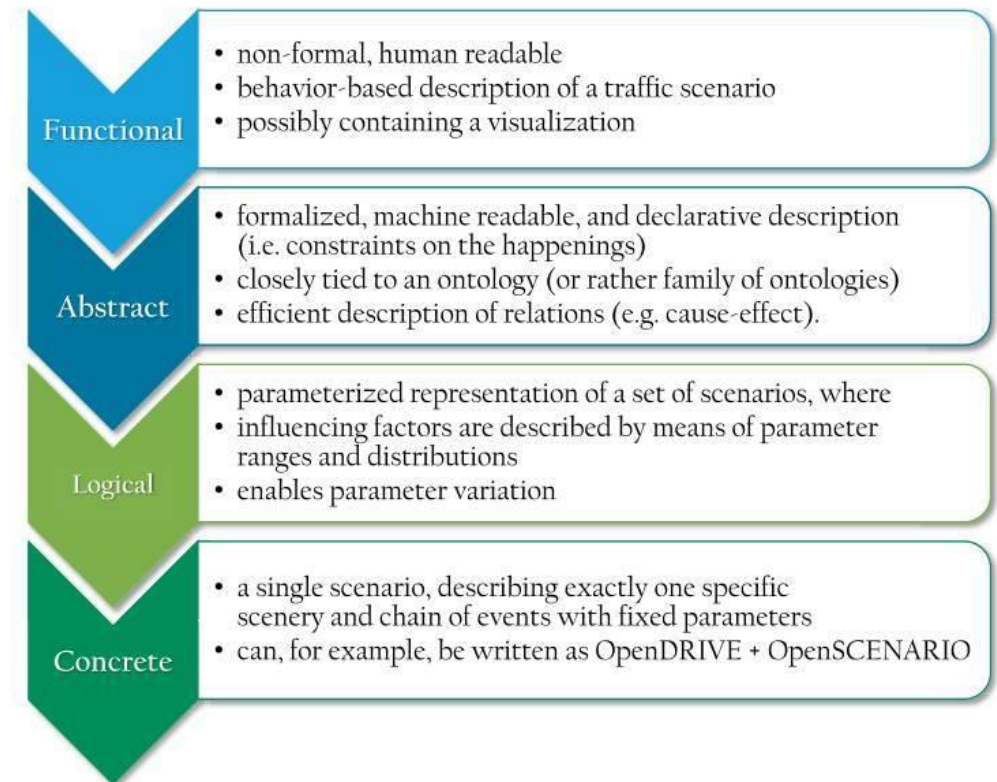 Functional
• non-formal, human readable
• behavior-based description of a traffic scenario
• possibly containing a visualization
Abstract
• formalized, machine readable, and declarative description
(i.e. constraints on the happenings)
• closely tied to an ontology (or rather family of ontologies)
• efficient description of relations (e.g. cause-effect).
Logical
• parameterized representation of a set of scenarios, where
• influencing factors are described by means of parameter
ranges and distributions
• enables parameter variation
Concrete
• a single scenario, describing exactly one specific
scenery and chain of events with fixed parameters
• can, for example, be written as OpenDRIVE + OpenSCENARIO